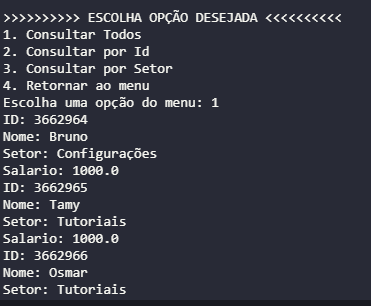 >>>>>>>>>> ESCOLHA OPÇÃO DESEJADA <<<<<<<<<<
1. Consultar Todos
2. Consultar por Id
3. Consultar por Setor
4. Retornar ao menu
Escolha uma opção do menu: 1
ID: 3662964
Nome: Bruno
Setor: Configurações
Salario: 1000.0
ID: 3662965
Nome: Tamy
Setor: Tutoriais
Salario: 1000.0
ID: 3662966
Nome: Osmar
Setor: Tutoriais